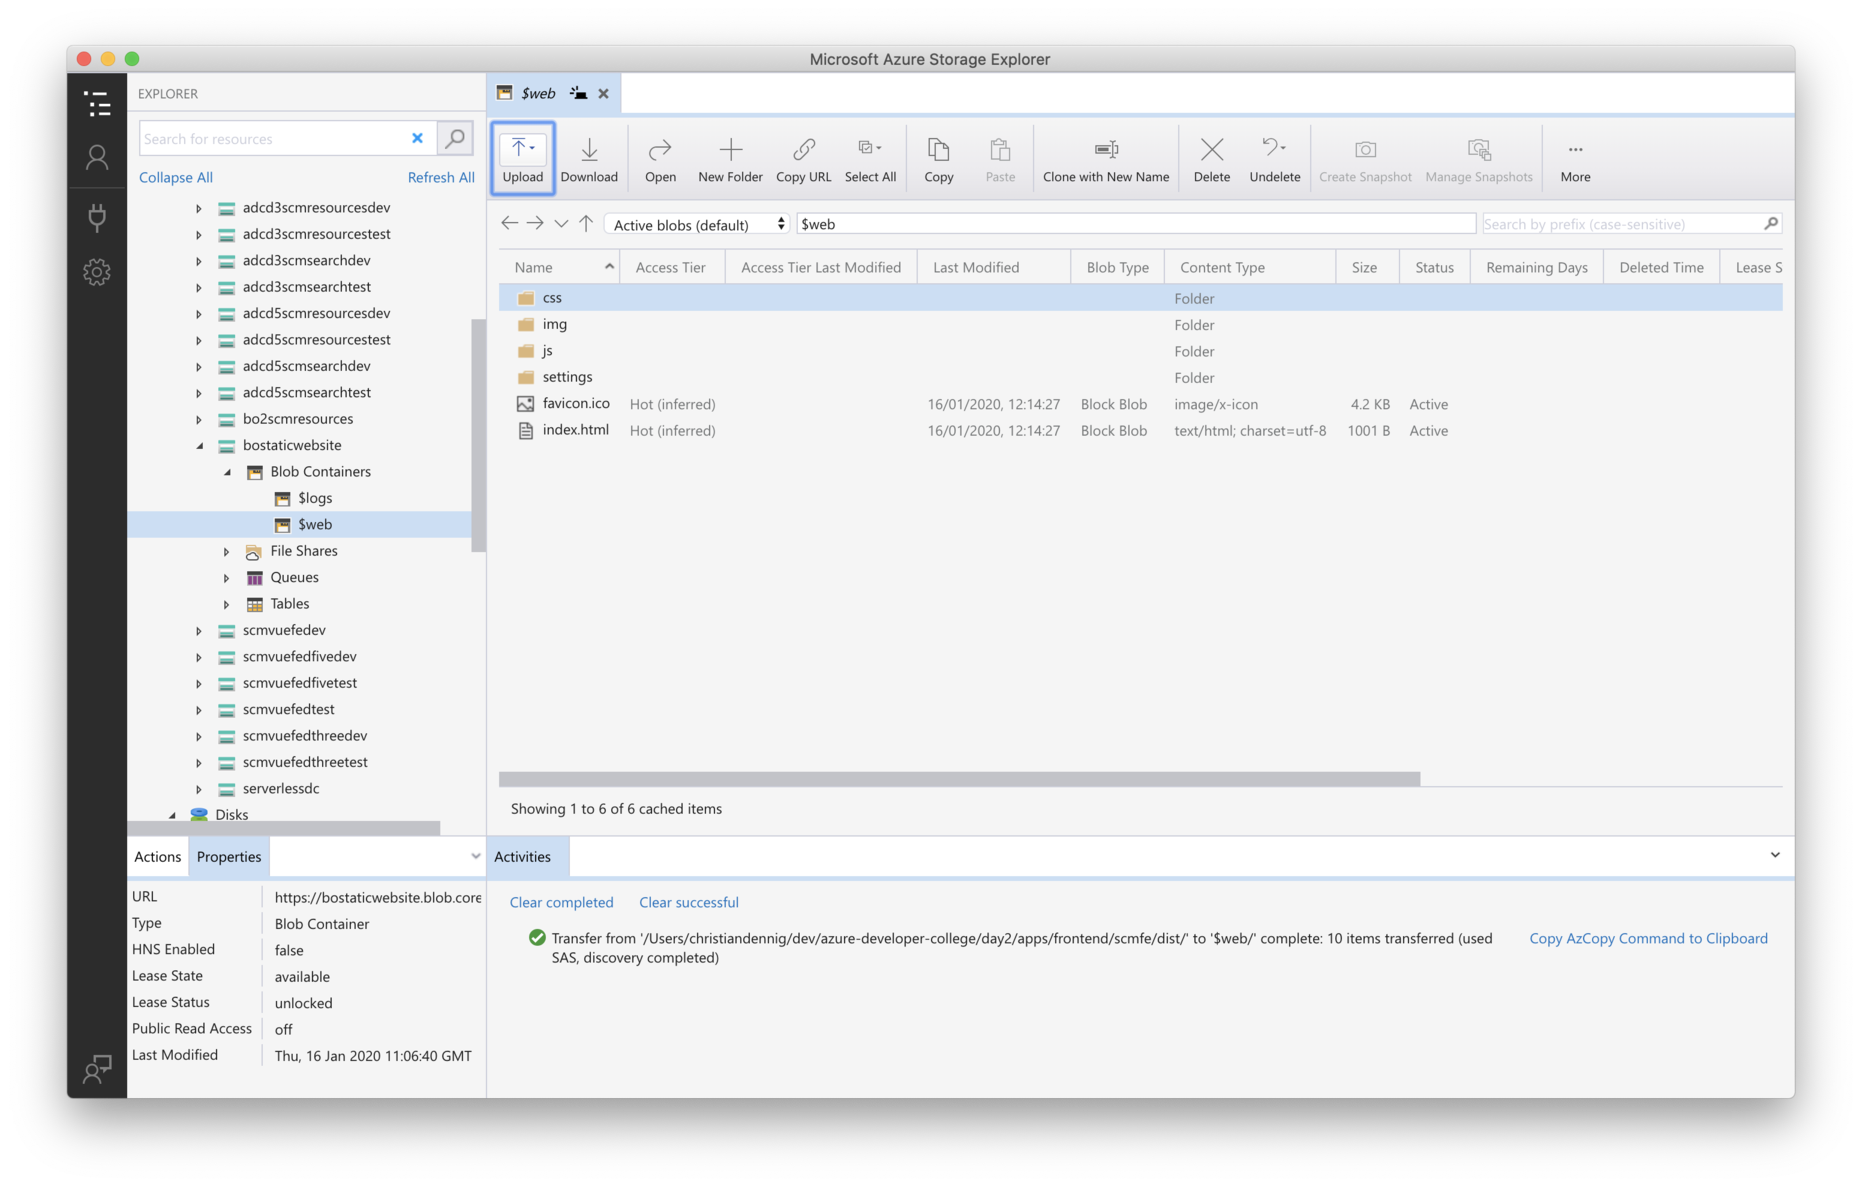 Microsoft Azure Storage Explorer
EXPLORER
Search for resources
Collapse All Refresh All
adcd3scmresourcesdev
adcd3scmresourcestest
adcd3scmsearchdev
adcd3scmsearchtest
adcd5scmresourcesdev
adcd5scmresourcestest
adcd5scmsearchdev
adcd5scmsearchtest
bo2scmresources
bostaticwebsite
Blob Containers
$logs
$web
File Shares
Queues
Tables
scmvuefedev
scmvuefedfivedev
scmvuefedfivetest
scmvuefedtest
scmvuefedthreedev
scmvuefedthreetest
serverlessdc
Disks
Actions Properties
URL https://bostaticwebsite.blob.core
Type Blob Container
HNS Enabled false
Lease State available
Lease Status unlocked
Public Read Access off
Last Modified Thu, 16 Jan 2020 11:06:40 GMT
$web
Upload Download Open New Folder Copy URL Select All Copy Paste Clone with New Name Delete Undelete Create Snapshot Manage Snapshots More
Active blobs (default) $web Search by prefix (case-sensitive)
Name Access Tier Access Tier Last Modified Last Modified Blob Type Content Type Size Status Remaining Days Deleted Time Lease S
css Folder
img Folder
js Folder
settings Folder
favicon.ico Hot (inferred) 16/01/2020, 12:14:27 Block Blob image/x-icon 4.2 KB Active
index.html Hot (inferred) 16/01/2020, 12:14:27 Block Blob text/html; charset=utf-8 1001 B Active
Showing 1 to 6 of 6 cached items
Activities
Clear completed Clear successful
Transfer from '/Users/christiandennig/dev/azure-developer-college/day2/apps/frontend/scmfe/dist/' to '$web/' complete: 10 items transferred (used
SAS, discovery completed)
Copy AzCopy Command to Clipboard